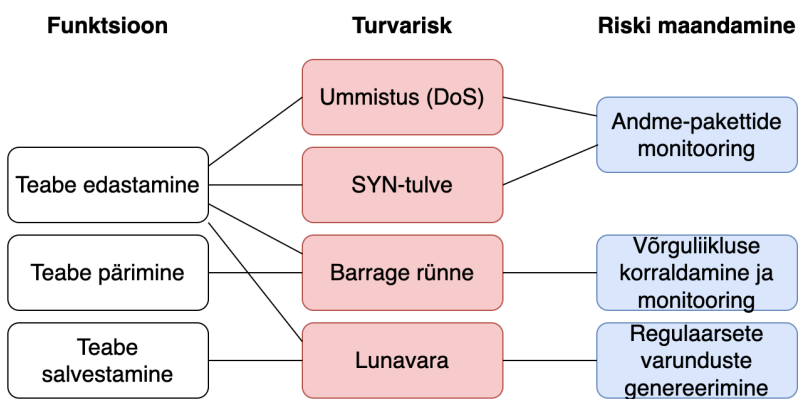 Funktsioon
Turvarisk
Riski maandamine
Ummistus (DoS)
Andme-pakettide
monitooring
Teabe edastamine
SYN-tulve
Teabe pärimine
Barrage rünne
Võrguliikluse
korraldamine ja
monitooring
Teabe
salvestamine
Lunavara
Regulaarsete
varunduste
genereerimine